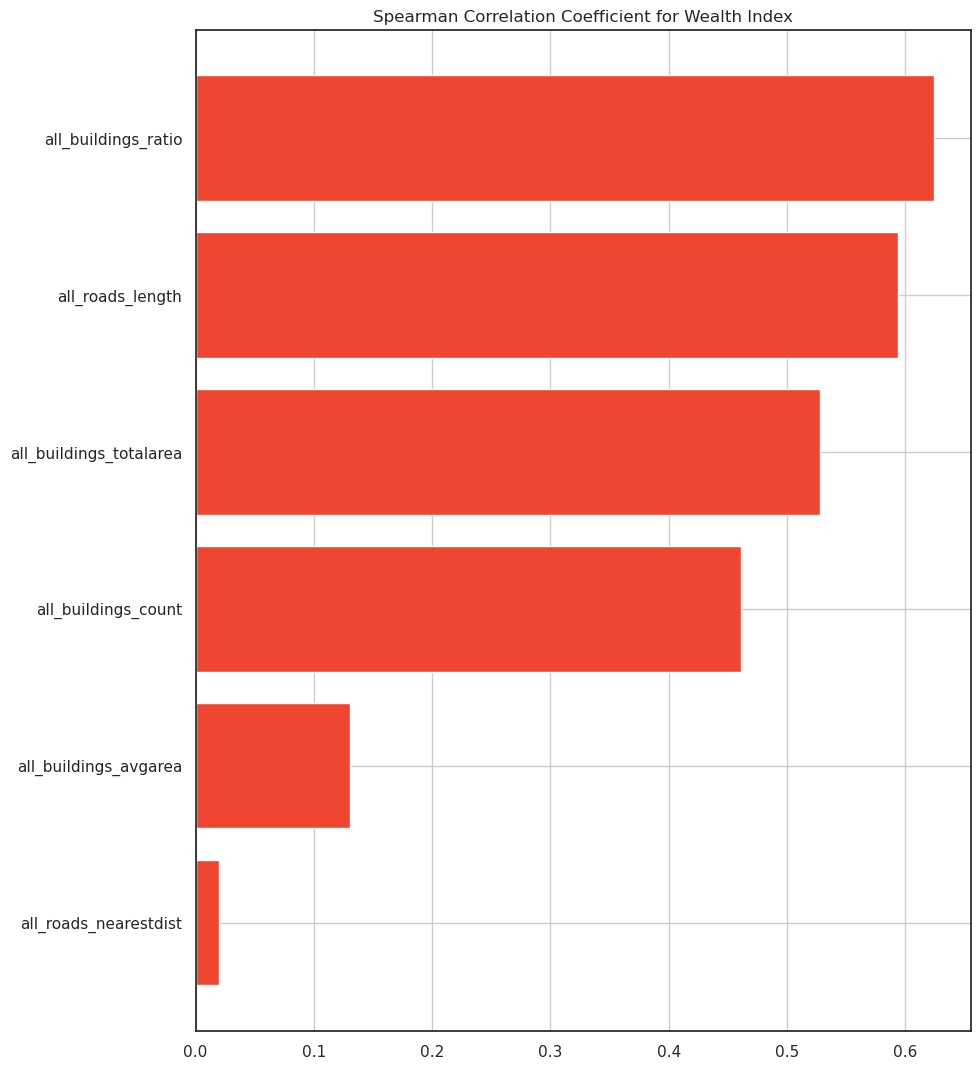 Spearman Correlation Coefficient for Wealth Index
all_buildings_ratio
all_roads_length
all_buildings_totalarea
all_buildings_count
all_buildings_avgarea
all_roads_nearestdist
0.0 0.1 0.2 0.3 0.4 0.5 0.6